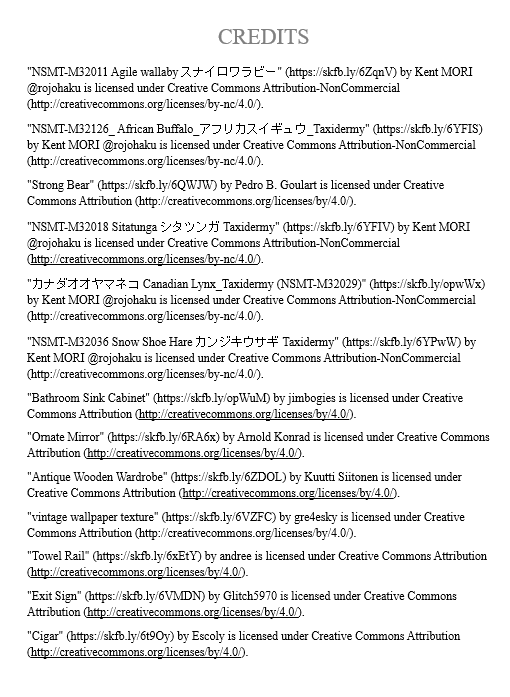 CREDITS
"NSMT-M32011 Agile wallaby スナイロワラビー" (https://skfb.ly/6ZqnV) by Kent MORI
@rojohaku is licensed under Creative Commons Attribution-NonCommercial
(http://creativecommons.org/licenses/by-nc/4.0/).
"NSMT-M32126_ African Buffalo_アフリカスイギュウ_Taxidermy" (https://skfb.ly/6YFIS)
by Kent MORI @rojohaku is licensed under Creative Commons Attribution-NonCommercial
(http://creativecommons.org/licenses/by-nc/4.0/).
"Strong Bear" (https://skfb.ly/6QWJW) by Pedro B. Goulart is licensed under Creative
Commons Attribution (http://creativecommons.org/licenses/by/4.0/).
"NSMT-M32018 Sitatunga シタツンガ Taxidermy" (https://skfb.ly/6YFIV) by Kent MORI
@rojohaku is licensed under Creative Commons Attribution-NonCommercial
(http://creativecommons.org/licenses/by-nc/4.0/).
"カナダオオヤマネコ Canadian Lynx_Taxidermy (NSMT-M32029)" (https://skfb.ly/opwWx)
by Kent MORI @rojohaku is licensed under Creative Commons Attribution-NonCommercial
(http://creativecommons.org/licenses/by-nc/4.0/).
"NSMT-M32036 Snow Shoe Hare カンジキウサギ Taxidermy" (https://skfb.ly/6YPwW) by
Kent MORI @rojohaku is licensed under Creative Commons Attribution-NonCommercial
(http://creativecommons.org/licenses/by-nc/4.0/).
"Bathroom Sink Cabinet" (https://skfb.ly/opWuM) by jimbogies is licensed under Creative
Commons Attribution (http://creativecommons.org/licenses/by/4.0/).
"Ornate Mirror" (https://skfb.ly/6RA6x) by Arnold Konrad is licensed under Creative Commons
Attribution (http://creativecommons.org/licenses/by/4.0/).
"Antique Wooden Wardrobe" (https://skfb.ly/6ZDOL) by Kuutti Siitonen is licensed under
Creative Commons Attribution (http://creativecommons.org/licenses/by/4.0/).
"vintage wallpaper texture" (https://skfb.ly/6VZFC) by gre4esky is licensed under Creative
Commons Attribution (http://creativecommons.org/licenses/by/4.0/).
"Towel Rail" (https://skfb.ly/6xEtY) by andree is licensed under Creative Commons Attribution
(http://creativecommons.org/licenses/by/4.0/).
"Exit Sign" (https://skfb.ly/6VMDN) by Glitch5970 is licensed under Creative Commons
Attribution (http://creativecommons.org/licenses/by/4.0/).
"Cigar" (https://skfb.ly/6t9Oy) by Escoly is licensed under Creative Commons Attribution
(http://creativecommons.org/licenses/by/4.0/).